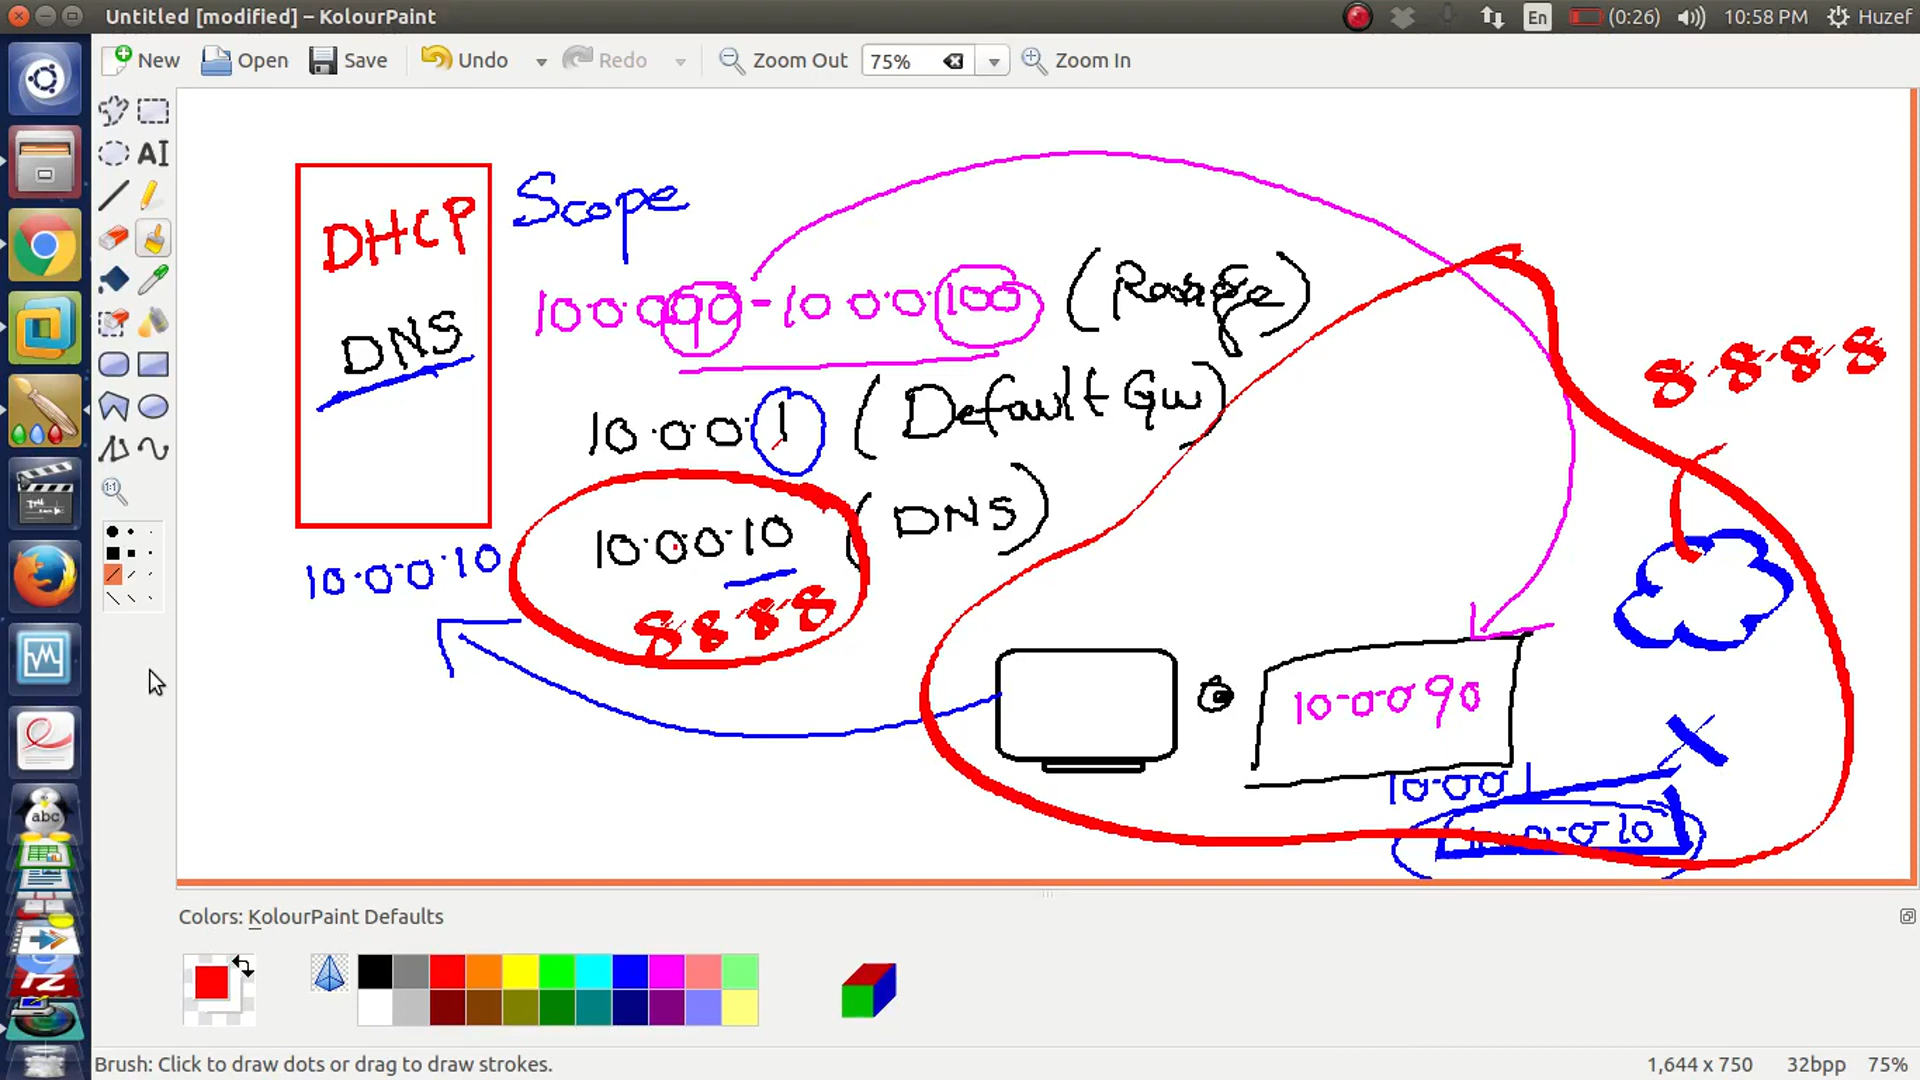 Untitled [modified] – KolourPaint
En (0:26) 10:58 PM Huzef
New Open Save Undo Redo Zoom Out 75% Zoom In
DHCP
DNS
Scope
10.0.0.90 - 10.0.0.100 (Range)
10.0.0.1 (Default Gw)
10.0.0.10 (DNS)
8.8.8.8
10.0.0.10
8.8.8.8
10.0.0.90
10.0.0.1
0.0.10
Colors: KolourPaint Defaults
Brush: Click to draw dots or drag to draw strokes.
1,644 x 750 32bpp 75%